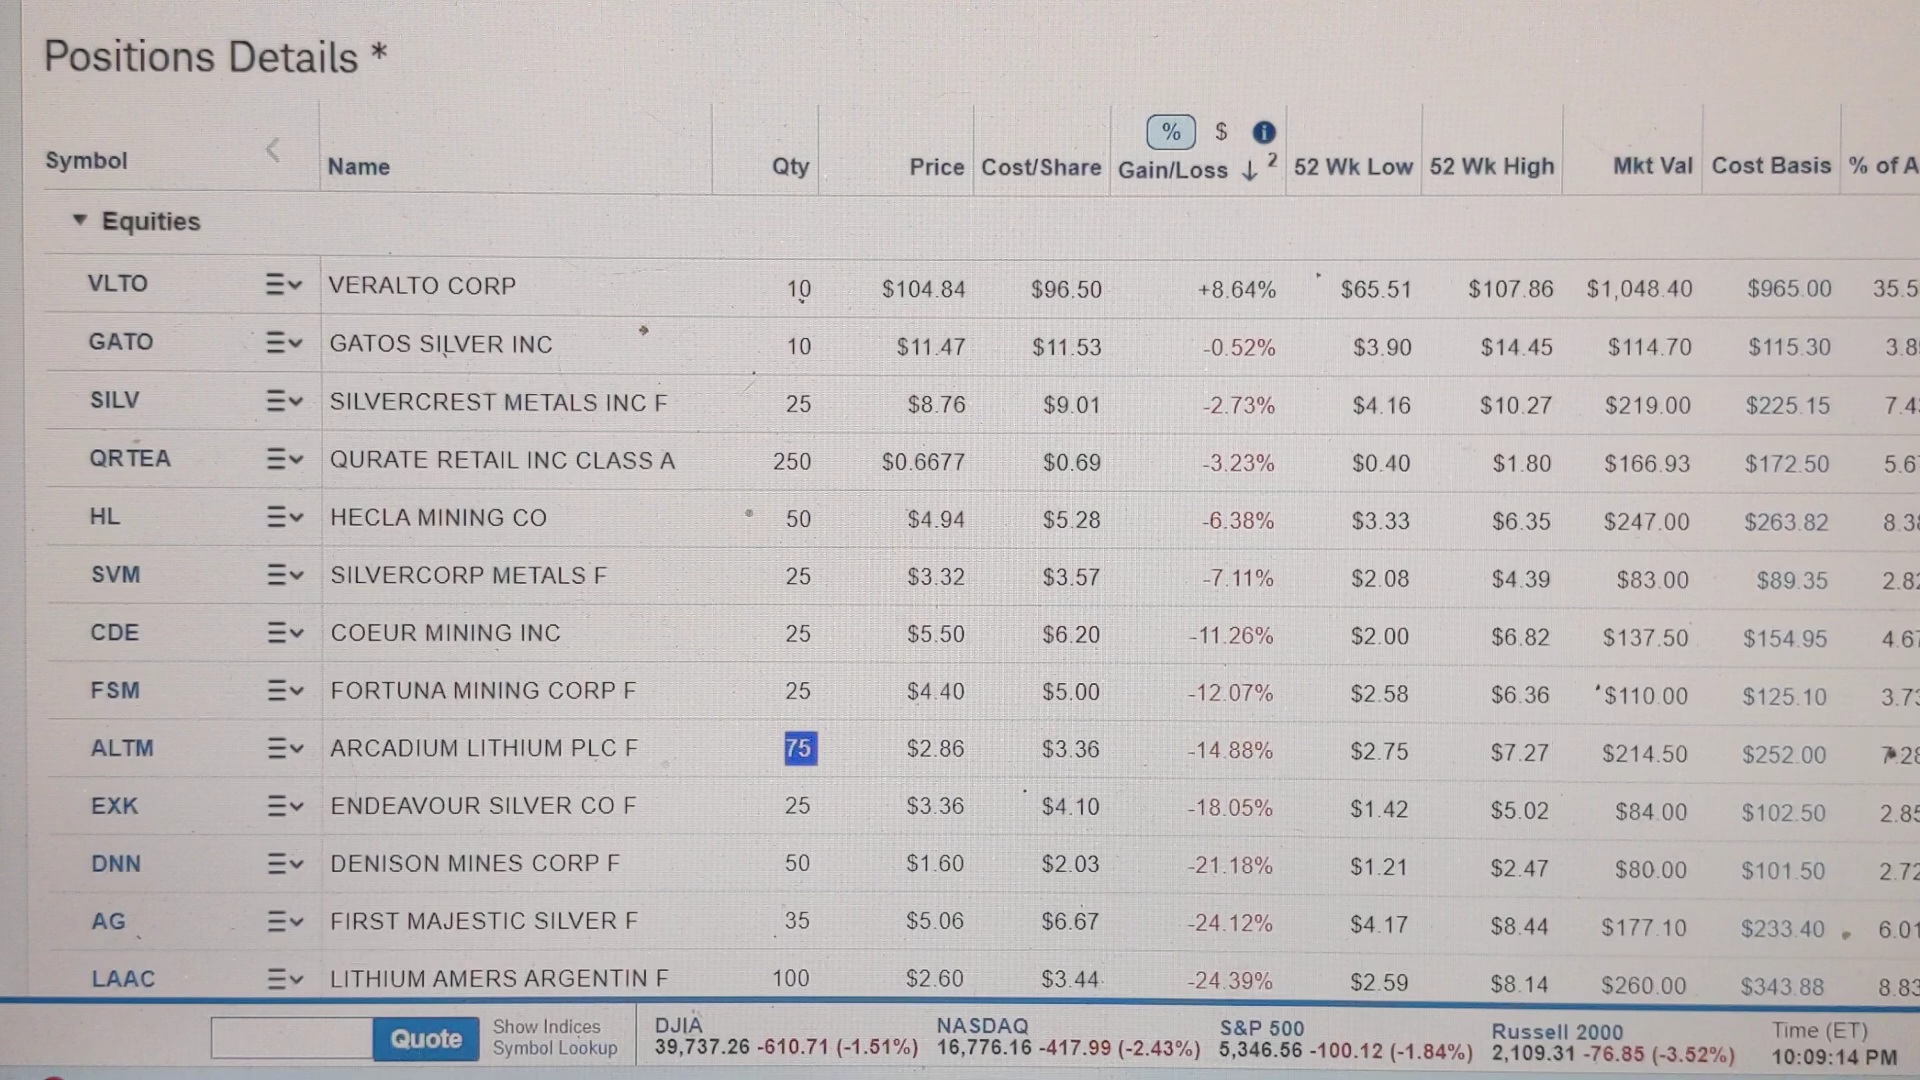 Positions Details *
Symbol Name Qty Price Cost/Share % $ i Gain/Loss ↓ 2 52 Wk Low 52 Wk High Mkt Val Cost Basis % of A
▼ Equities
VLTO VERALTO CORP 10 $104.84 $96.50 +8.64% $65.51 $107.86 $1,048.40 $965.00 35.5
GATO GATOS SILVER INC 10 $11.47 $11.53 -0.52% $3.90 $14.45 $114.70 $115.30 3.8
SILV SILVERCREST METALS INC F 25 $8.76 $9.01 -2.73% $4.16 $10.27 $219.00 $225.15 7.4
QRTEA QURATE RETAIL INC CLASS A 250 $0.6677 $0.69 -3.23% $0.40 $1.80 $166.93 $172.50 5.6
HL HECLA MINING CO 50 $4.94 $5.28 -6.38% $3.33 $6.35 $247.00 $263.82 8.3
SVM SILVERCORP METALS F 25 $3.32 $3.57 -7.11% $2.08 $4.39 $83.00 $89.35 2.82
CDE COEUR MINING INC 25 $5.50 $6.20 -11.26% $2.00 $6.82 $137.50 $154.95 4.67
FSM FORTUNA MINING CORP F 25 $4.40 $5.00 -12.07% $2.58 $6.36 $110.00 $125.10 3.73
ALTM ARCADIUM LITHIUM PLC F 75 $2.86 $3.36 -14.88% $2.75 $7.27 $214.50 $252.00 7.28
EXK ENDEAVOUR SILVER CO F 25 $3.36 $4.10 -18.05% $1.42 $5.02 $84.00 $102.50 2.85
DNN DENISON MINES CORP F 50 $1.60 $2.03 -21.18% $1.21 $2.47 $80.00 $101.50 2.72
AG FIRST MAJESTIC SILVER F 35 $5.06 $6.67 -24.12% $4.17 $8.44 $177.10 $233.40 6.01
LAAC LITHIUM AMERS ARGENTIN F 100 $2.60 $3.44 -24.39% $2.59 $8.14 $260.00 $343.88 8.83
Quote Show Indices DJIA NASDAQ S&P 500 Russell 2000 Time (ET)
Symbol Lookup 39,737.26 -610.71 (-1.51%) 16,776.16 -417.99 (-2.43%) 5,346.56 -100.12 (-1.84%) 2,109.31 -76.85 (-3.52%) 10:09:14 PM